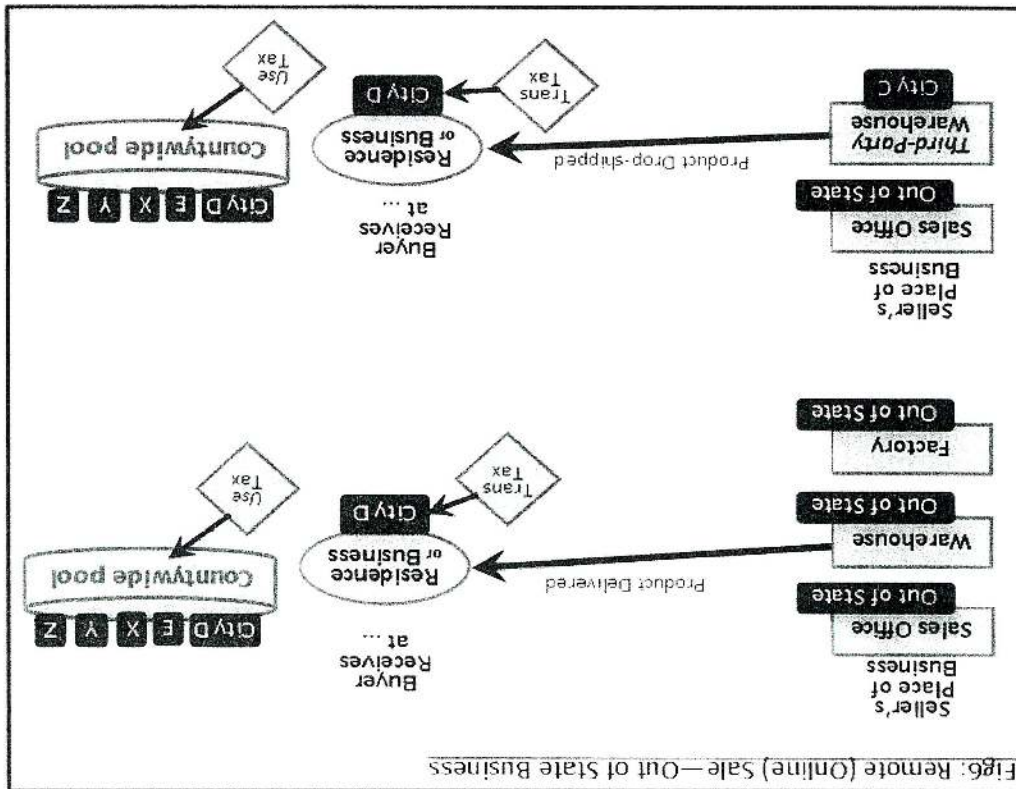 Fig6: Remote (Online) Sale—Out of State Business
Seller's
Place of
Business
Sales Office
Out of State
Warehouse
Out of State
Factory
Out of State
Product Delivered
Buyer
Receives
at ...
Residence
or Business
City D
Trans
Tax
City D E X Y Z
Countywide pool
Use
Tax
Seller's
Place of
Business
Sales Office
Out of State
Third-Party
Warehouse
City C
Product Drop-shipped
Buyer
Receives
at ...
Residence
or Business
City D
Trans
Tax
City D E X Y Z
Countywide pool
Use
Tax